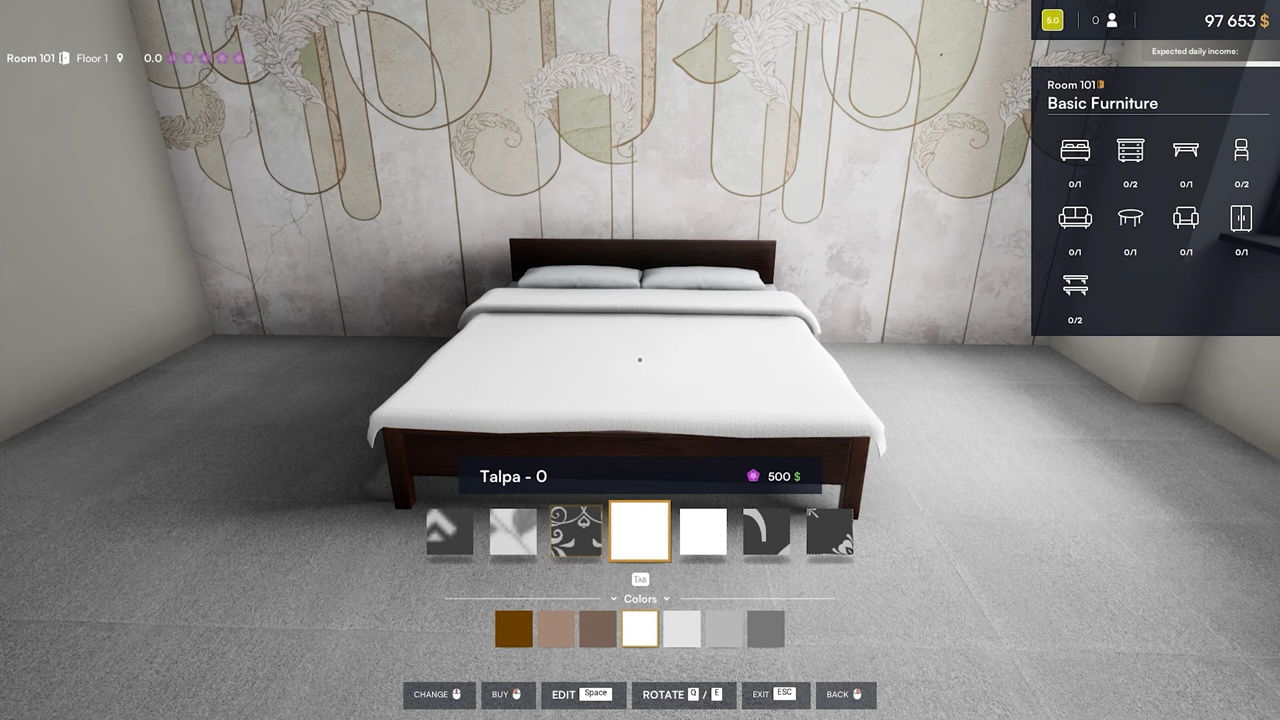 Room 101 Floor 1 0.0
5.0 0 97 653 $
Expected daily income:
Room 101
Basic Furniture
0/1 0/2 0/1 0/2
0/1 0/1 0/1 0/1
0/2
Talpa - 0 500 $
TAB
Colors
CHANGE BUY EDIT Space ROTATE Q / E EXIT ESC BACK